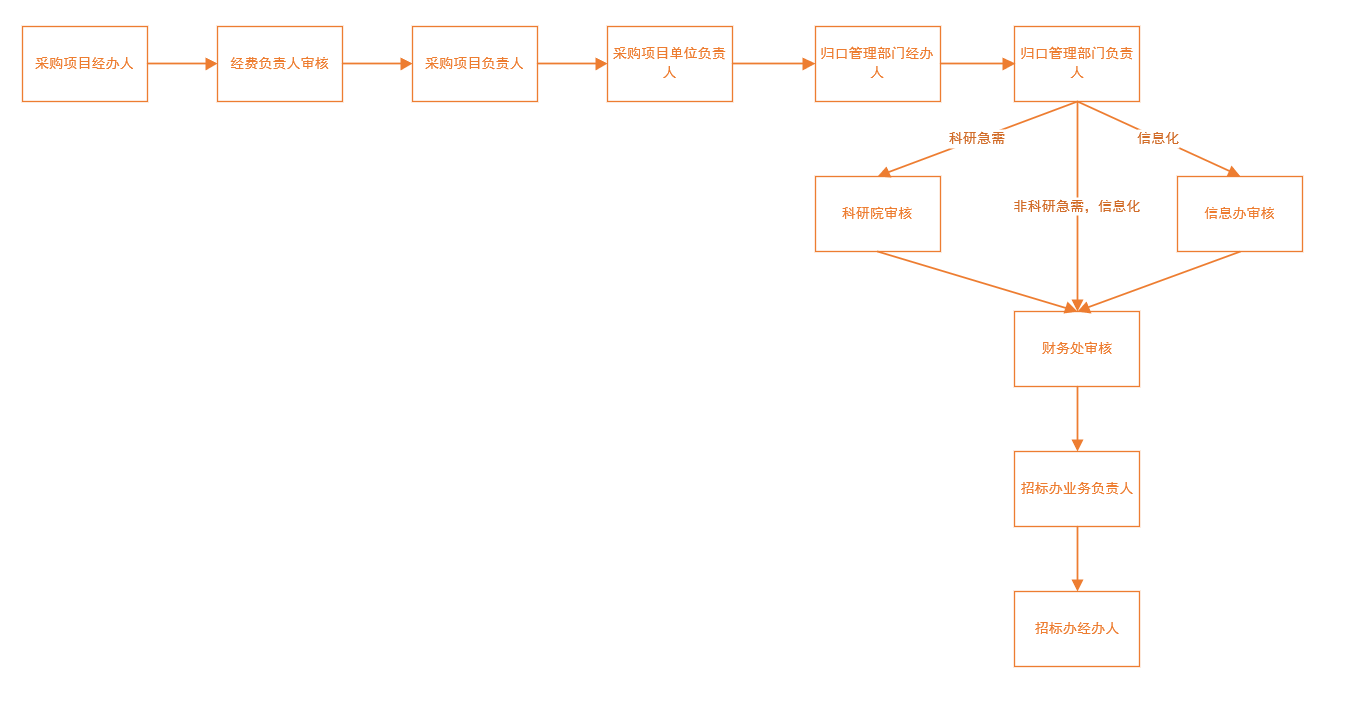 采购项目经办人
经费负责人审核
采购项目负责人
采购项目单位负责
人
归口管理部门经办
人
归口管理部门负责
人
科研急需
信息化
科研院审核
非科研急需，信息化
信息办审核
财务处审核
招标办业务负责人
招标办经办人